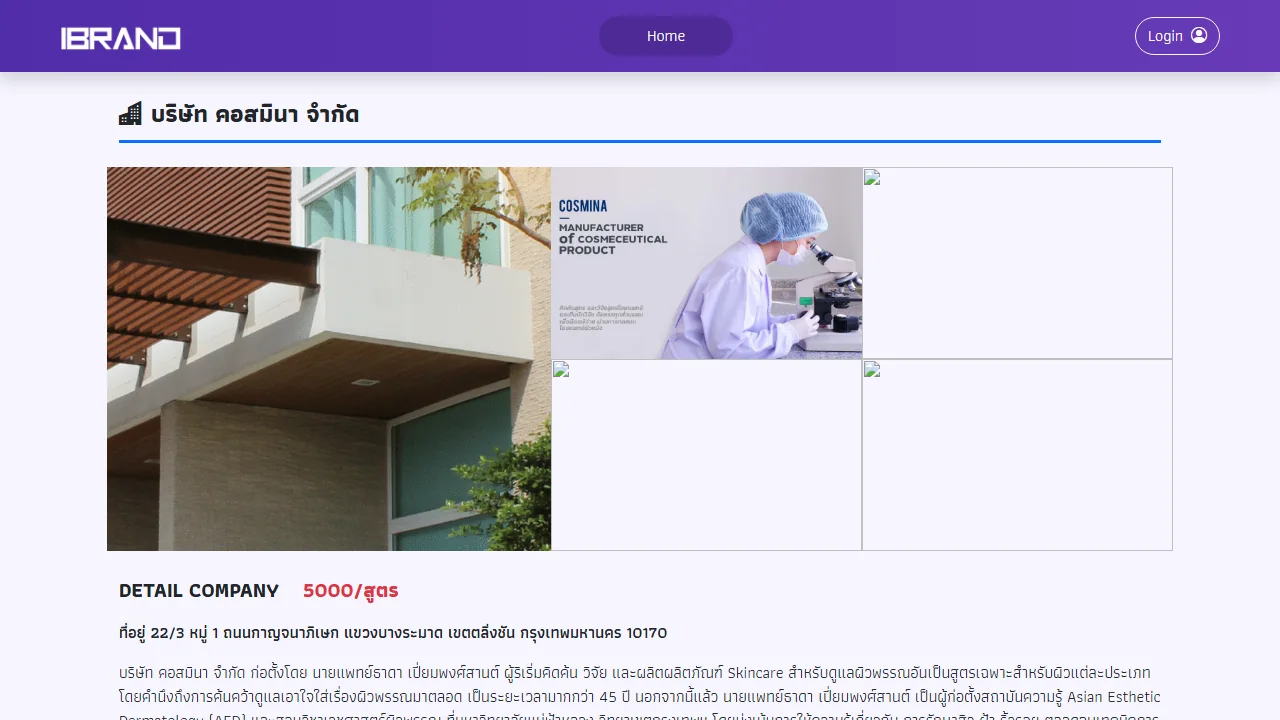 IBRAND
Home
Login
บริษัท คอสมินา จำกัด
COSMINA
MANUFACTURER
of COSMECEUTICAL
PRODUCT
DETAIL COMPANY 5000/สูตร
ที่อยู่ 22/3 หมู่ 1 ถนนกาญจนาภิเษก แขวงบางระมาด เขตตลิ่งชัน กรุงเทพมหานคร 10170
บริษัท คอสมินา จำกัด ก่อตั้งโดย นายแพทย์ธาดา เปี่ยมพงศ์สานต์ ผู้ริเริ่มคิดค้น วิจัย และผลิตผลิตภัณฑ์ Skincare สำหรับดูแลผิวพรรณอันเป็นสูตรเฉพาะสำหรับผิวแต่ละประเภท
โดยคำนึงถึงการค้นคว้าดูแลเอาใจใส่เรื่องผิวพรรณมาตลอด เป็นระยะเวลามากกว่า 45 ปี นอกจากนี้แล้ว นายแพทย์ธาดา เปี่ยมพงศ์สานต์ เป็นผู้ก่อตั้งสถาบันความรู้ Asian Esthetic